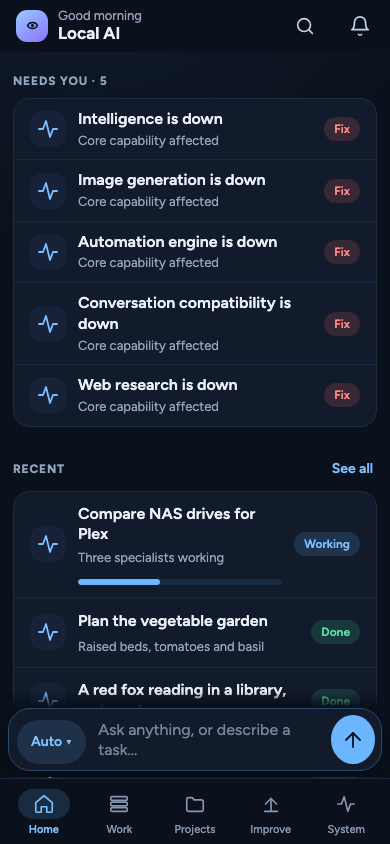 Good morning
Local AI
NEEDS YOU · 5
Intelligence is down
Core capability affected
Fix
Image generation is down
Core capability affected
Fix
Automation engine is down
Core capability affected
Fix
Conversation compatibility is
down
Core capability affected
Fix
Web research is down
Core capability affected
Fix
RECENT
See all
Compare NAS drives for
Plex
Three specialists working
Working
Plan the vegetable garden
Raised beds, tomatoes and basil
Done
A red fox reading in a library,
Done
Auto ▾
Ask anything, or describe a
task...
Home
Work
Projects
Improve
System